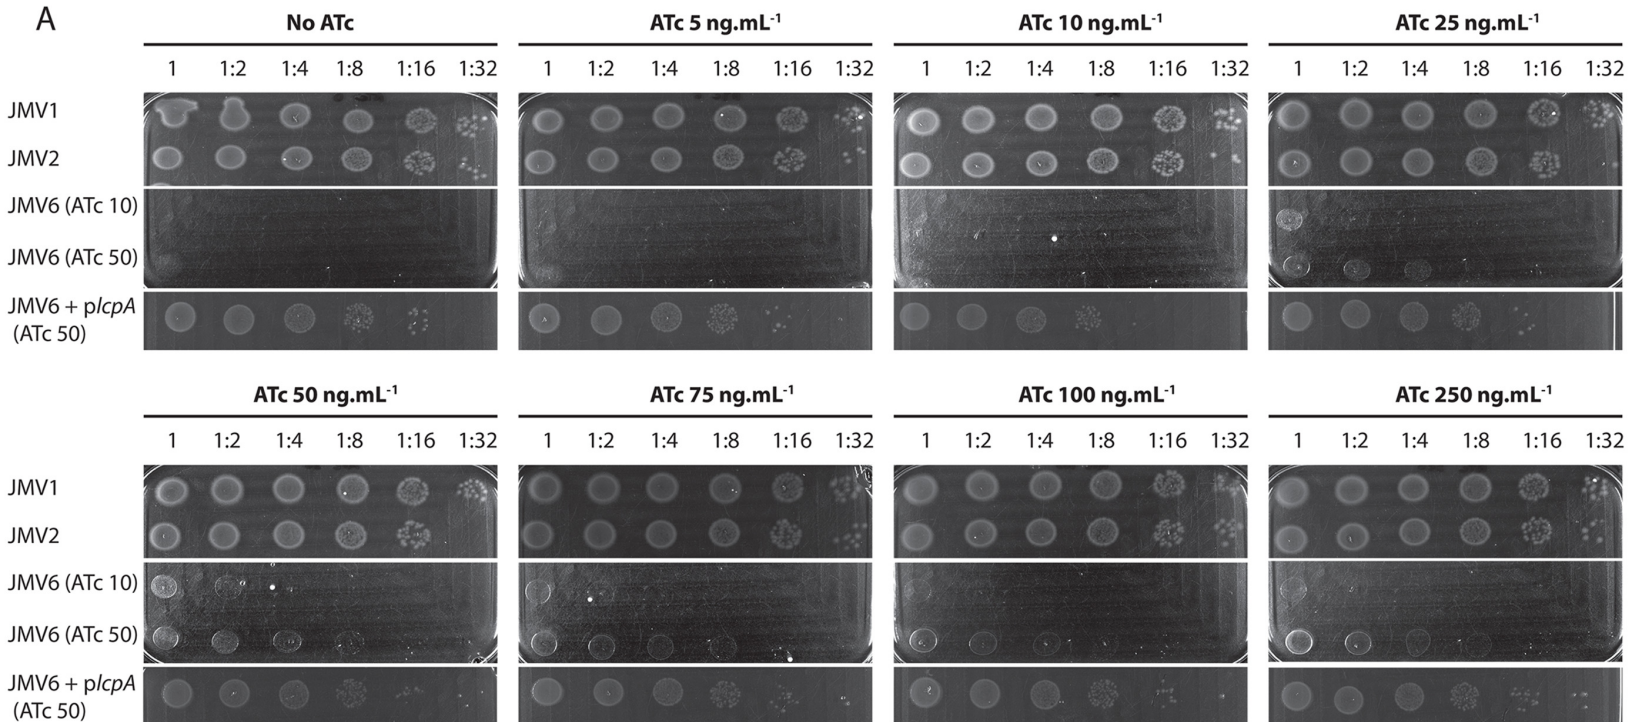 A
No ATc ATc 5 ng.mL-1 ATc 10 ng.mL-1 ATc 25 ng.mL-1
1 1:2 1:4 1:8 1:16 1:32 1 1:2 1:4 1:8 1:16 1:32 1 1:2 1:4 1:8 1:16 1:32 1 1:2 1:4 1:8 1:16 1:32
JMV1
JMV2
JMV6 (ATc 10)
JMV6 (ATc 50)
JMV6 + plcpA
(ATc 50)
ATc 50 ng.mL-1 ATc 75 ng.mL-1 ATc 100 ng.mL-1 ATc 250 ng.mL-1
1 1:2 1:4 1:8 1:16 1:32 1 1:2 1:4 1:8 1:16 1:32 1 1:2 1:4 1:8 1:16 1:32 1 1:2 1:4 1:8 1:16 1:32
JMV1
JMV2
JMV6 (ATc 10)
JMV6 (ATc 50)
JMV6 + plcpA
(ATc 50)